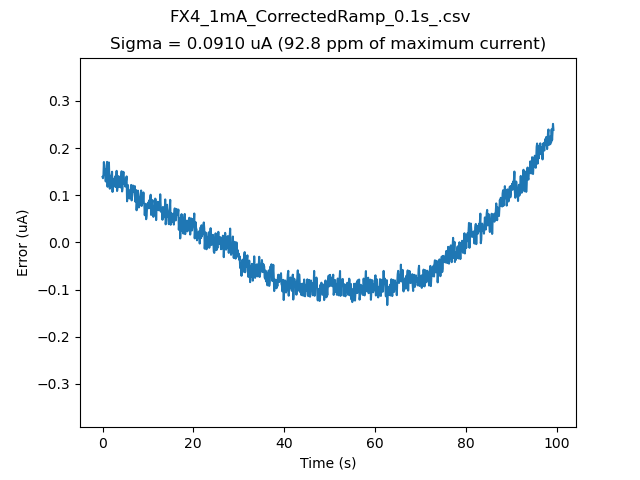 FX4_1mA_CorrectedRamp_0.1s_.csv
Sigma = 0.0910 uA (92.8 ppm of maximum current)
0.3
0.2
0.1
0.0
−0.1
−0.2
−0.3
Error (uA)
0 20 40 60 80 100
Time (s)